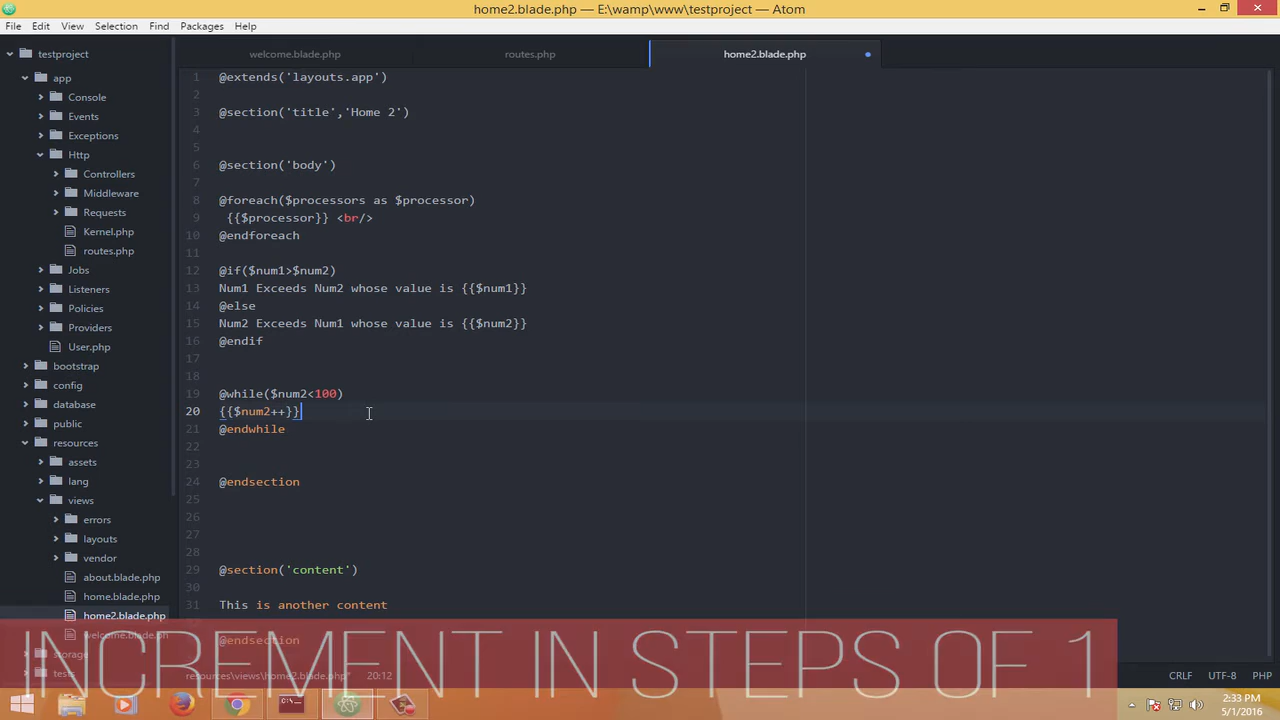 home2.blade.php — E:\wamp\www\testproject — Atom
File Edit View Selection Find Packages Help
testproject
app
Console
Events
Exceptions
Http
Controllers
Middleware
Requests
Kernel.php
routes.php
Jobs
Listeners
Policies
Providers
User.php
bootstrap
config
database
public
resources
assets
lang
views
errors
layouts
vendor
about.blade.php
home.blade.php
home2.blade.php
welcome.blade.ph
storage
tests
welcome.blade.php routes.php home2.blade.php
1 @extends('layouts.app')
2
3 @section('title','Home 2')
4
5
6 @section('body')
7
8 @foreach($processors as $processor)
9 {{$processor}} <br/>
10 @endforeach
11
12 @if($num1>$num2)
13 Num1 Exceeds Num2 whose value is {{$num1}}
14 @else
15 Num2 Exceeds Num1 whose value is {{$num2}}
16 @endif
17
18
19 @while($num2<100)
20 {{$num2++}}
21 @endwhile
22
23
24 @endsection
25
26
27
28
29 @section('content')
30
31 This is another content
@endsection
INCREMENT IN STEPS OF 1
resources\views\home2.blade.php* 20:12 CRLF UTF-8 PHP
2:33 PM
5/1/2016